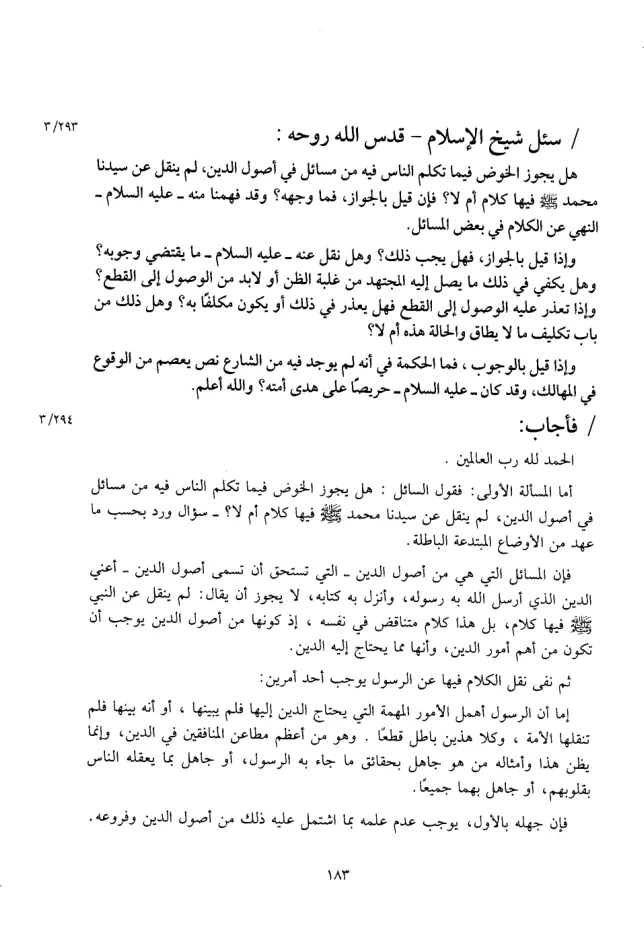 / سئل شيخ الإسلام – قدس الله روحه : ٣/٢٩٣
هل يجوز الخوض فيما تكلم الناس فيه من مسائل في أصول الدين، لم ينقل عن سيدنا
محمد ﷺ فيها كلام أم لا؟ فإن قيل بالجواز، فما وجهه؟ وقد فهمنا منه ـ عليه السلام ـ
النهي عن الكلام في بعض المسائل.
وإذا قيل بالجواز، فهل يجب ذلك؟ وهل نقل عنه ـ عليه السلام ـ ما يقتضي وجوبه؟
وهل يكفي في ذلك ما يصل إليه المجتهد من غلبة الظن أو لابد من الوصول إلى القطع؟
وإذا تعذر عليه الوصول إلى القطع فهل يعذر في ذلك أو يكون مكلفًا به؟ وهل ذلك من
باب تكليف ما لا يطاق والحالة هذه أم لا؟
وإذا قيل بالوجوب ، فما الحكمة في أنه لم يوجد فيه من الشارع نص يعصم من الوقوع
في المهالك، وقد كان ـ عليه السلام ـ حريصًا على هدى أمته؟ والله أعلم.
/ فأجاب: ٣/٢٩٤
الحمد لله رب العالمين .
أما المسألة الأولى: فقول السائل : هل يجوز الخوض فيما تكلم الناس فيه من مسائل
في أصول الدين، لم ينقل عن سيدنا محمد ﷺ فيها كلام أم لا؟ ـ سؤال ورد بحسب ما
عهد من الأوضاع المبتدعة الباطلة.
فإن المسائل التي هي من أصول الدين ـ التي تستحق أن تسمى أصول الدين ـ أعني
الدين الذي أرسل الله به رسوله، وأنزل به كتابه، لا يجوز أن يقال: لم ينقل عن النبي
ﷺ فيها كلام، بل هذا كلام متناقض في نفسه ، إذ كونها من أصول الدين يوجب أن
تكون من أهم أمور الدين، وأنها مما يحتاج إليه الدين.
ثم نفى نقل الكلام فيها عن الرسول يوجب أحد أمرين:
إما أن الرسول أهمل الأمور المهمة التي يحتاج الدين إليها فلم يبينها ، أو أنه بينها فلم
تنقلها الأمة ، وكلا هذين باطل قطعًا . وهو من أعظم مطاعن المنافقين في الدين، وإنما
يظن هذا وأمثاله من هو جاهل بحقائق ما جاء به الرسول، أو جاهل بما يعقله الناس
بقلوبهم، أو جاهل بهما جميعًا.
فإن جهله بالأول، يوجب عدم علمه بما اشتمل عليه ذلك من أصول الدين وفروعه.
١٨٣